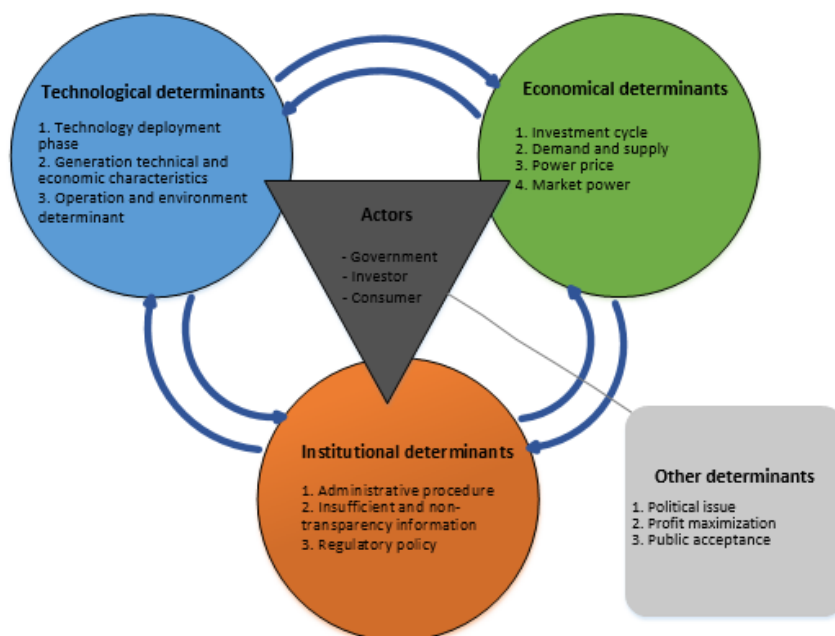 Technological determinants
1. Technology deployment
phase
2. Generation technical and
economic characteristics
3. Operation and environment
determinant
Economical determinants
1. Investment cycle
2. Demand and supply
3. Power price
4. Market power
Actors
- Government
- Investor
- Consumer
Institutional determinants
1. Administrative procedure
2. Insufficient and non-
transparency information
3. Regulatory policy
Other determinants
1. Political issue
2. Profit maximization
3. Public acceptance